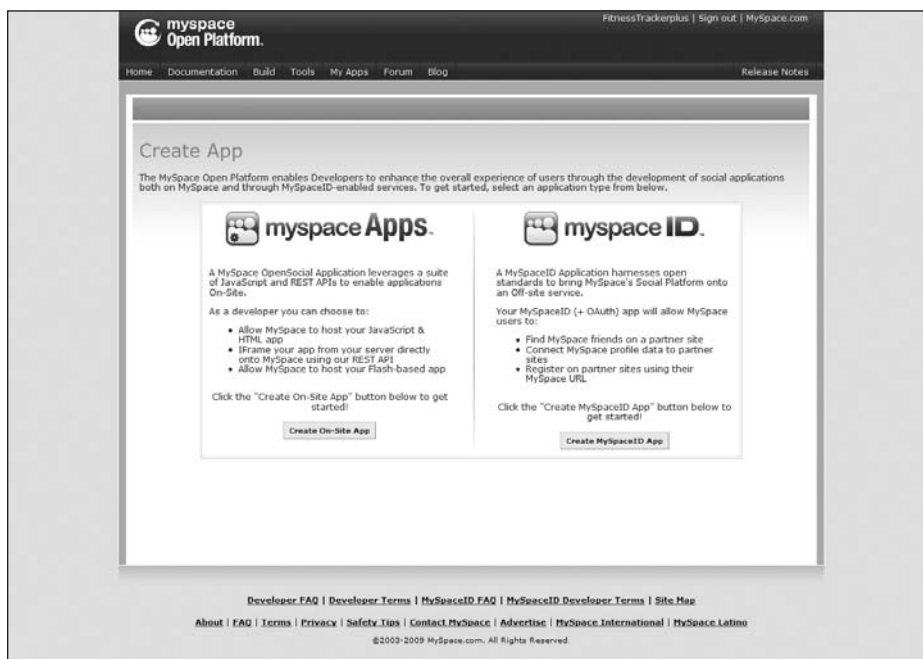 myspace
Open Platform.
FitnessTrackerplus | Sign out | MySpace.com
Home Documentation Build Tools My Apps Forum Blog Release Notes
Create App
The MySpace Open Platform enables Developers to enhance the overall experience of users through the development of social applications
both on MySpace and through MySpaceID-enabled services. To get started, select an application type from below.
myspace Apps™
A MySpace OpenSocial Application leverages a suite
of JavaScript and REST APIs to enable applications
On-Site.
As a developer you can choose to:
• Allow MySpace to host your JavaScript &
HTML app
• IFrame your app from your server directly
onto MySpace using our REST API
• Allow MySpace to host your Flash-based app
Click the "Create On-Site App" button below to get
started!
Create On-Site App
myspace ID™
A MySpaceID Application harnesses open
standards to bring MySpace's Social Platform onto
an Off-site service.
Your MySpaceID (+ OAuth) app will allow MySpace
users to:
• Find MySpace friends on a partner site
• Connect MySpace profile data to partner
sites
• Register on partner sites using their
MySpace URL
Click the "Create MySpaceID App" button below to
get started!
Create MySpaceID App
Developer FAQ | Developer Terms | MySpaceID FAQ | MySpaceID Developer Terms | Site Map
About | FAQ | Terms | Privacy | Safety Tips | Contact MySpace | Advertise | MySpace International | MySpace Latino
©2003-2009 MySpace.com. All Rights Reserved.